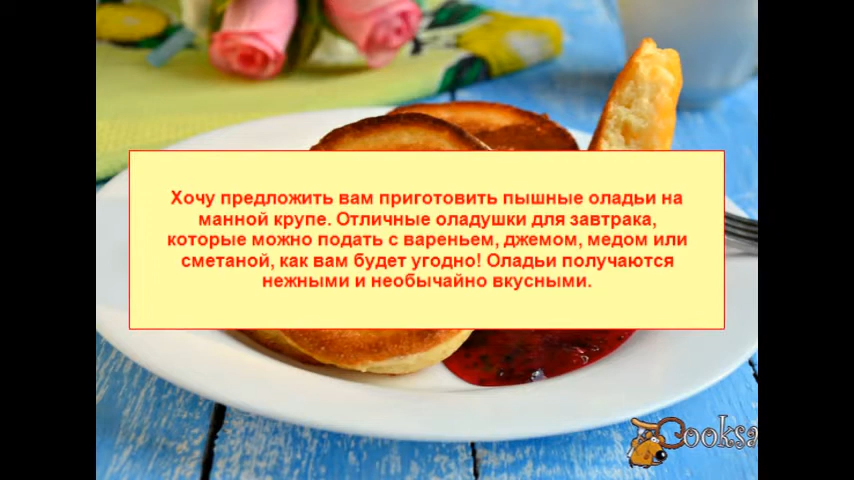 Хочу предложить вам приготовить пышные оладьи на
манной крупе. Отличные оладушки для завтрака,
которые можно подать с вареньем, джемом, медом или
сметаной, как вам будет угодно! Оладьи получаются
нежными и необычайно вкусными.